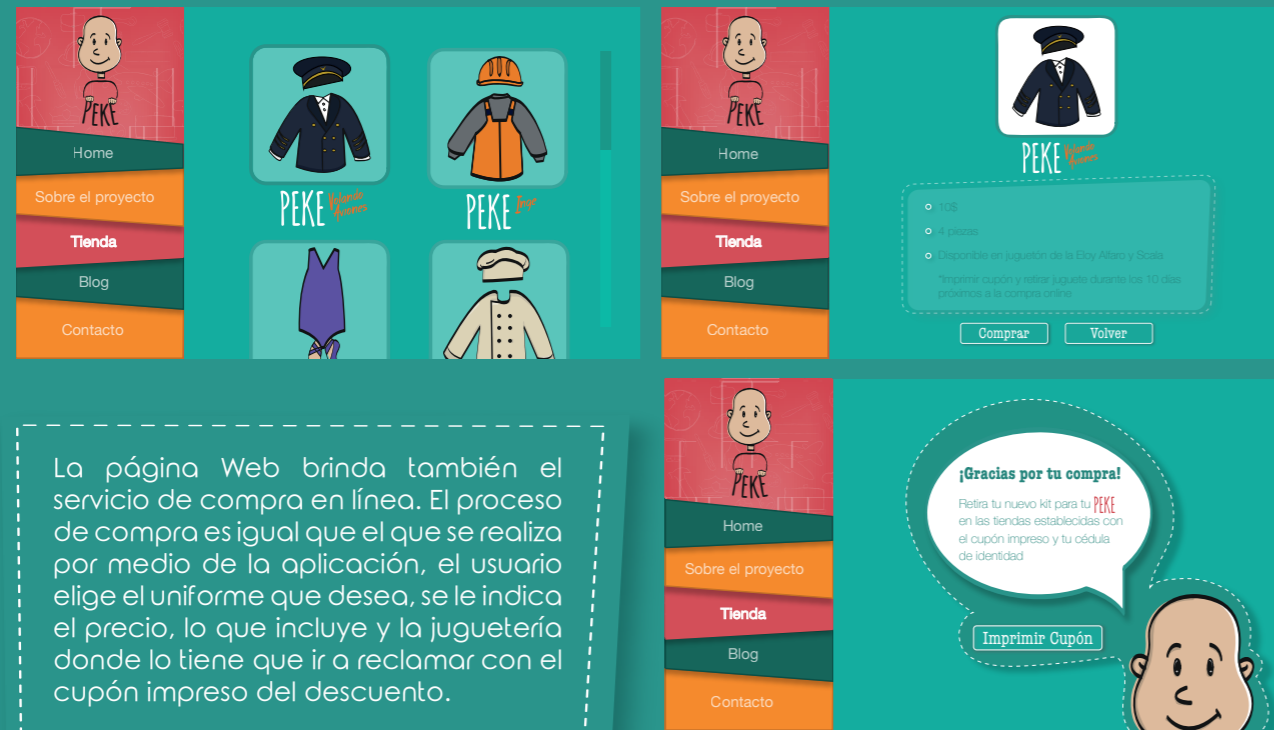 PEKE
Home
Sobre el proyecto
Tienda
Blog
Contacto
PEKE Volando Aviones
PEKE Inge
PEKE
Home
Sobre el proyecto
Tienda
Blog
Contacto
PEKE Volando Aviones
10$
4 piezas
Disponible en juguetón de la Eloy Alfaro y Scala
*Imprimir cupón y retirar juguete durante los 10 días
próximos a la compra online
Comprar
Volver
La página Web brinda también el
servicio de compra en línea. El proceso
de compra es igual que el que se realiza
por medio de la aplicación, el usuario
elige el uniforme que desea, se le indica
el precio, lo que incluye y la juguetería
donde lo tiene que ir a reclamar con el
cupón impreso del descuento.
PEKE
Home
Sobre el proyecto
Tienda
Blog
Contacto
¡Gracias por tu compra!
Retira tu nuevo kit para tu PEKE
en las tiendas establecidas con
el cupón impreso y tu cédula
de identidad
Imprimir Cupón